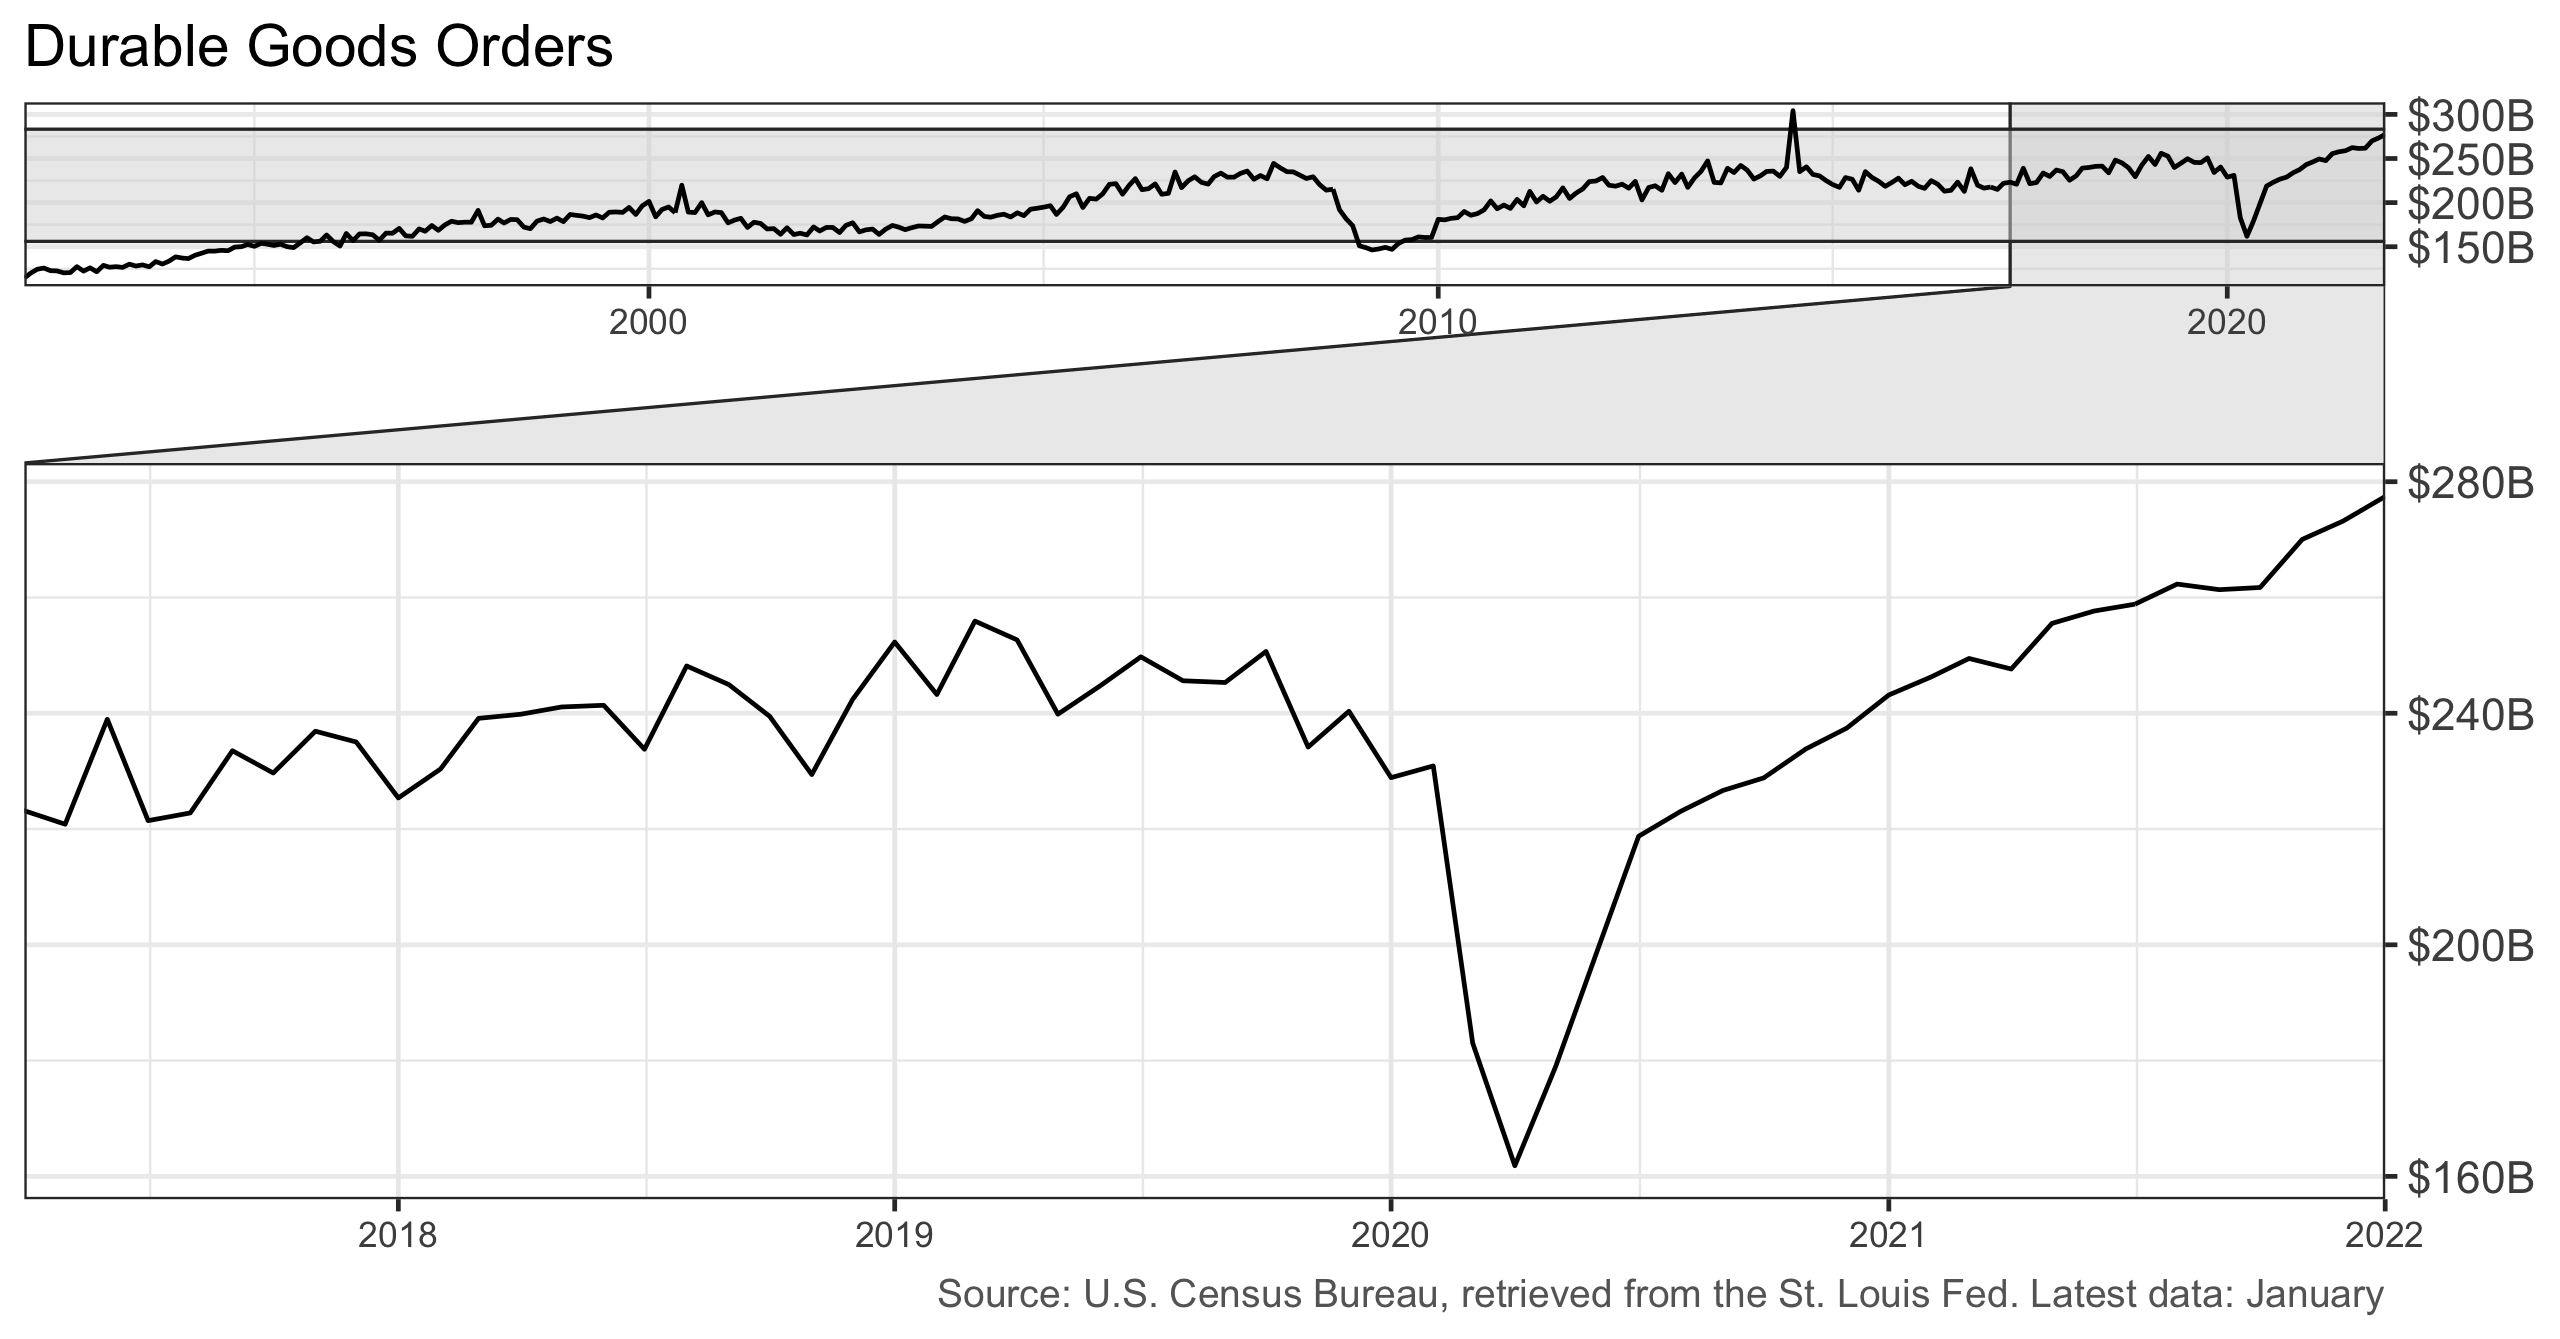 Durable Goods Orders
$300B
$250B
$200B
$150B
2000 2010 2020
$280B
$240B
$200B
$160B
2018 2019 2020 2021 2022
Source: U.S. Census Bureau, retrieved from the St. Louis Fed. Latest data: January